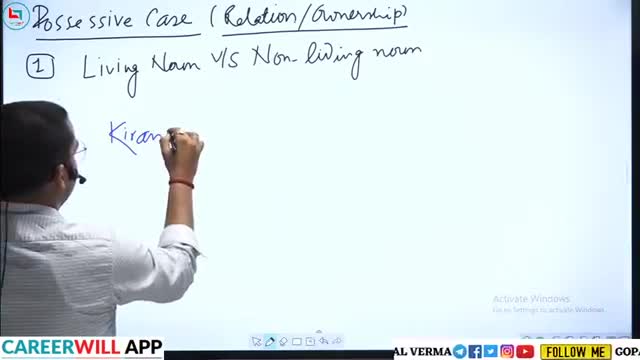 Possessive Case (Relation/Ownership)
1 Living Noun v/s Non-living noun
Kiran
Activate Windows
Go to Settings to activate Windows.
CAREERWILL APP
AL VERMA
FOLLOW ME
GOP